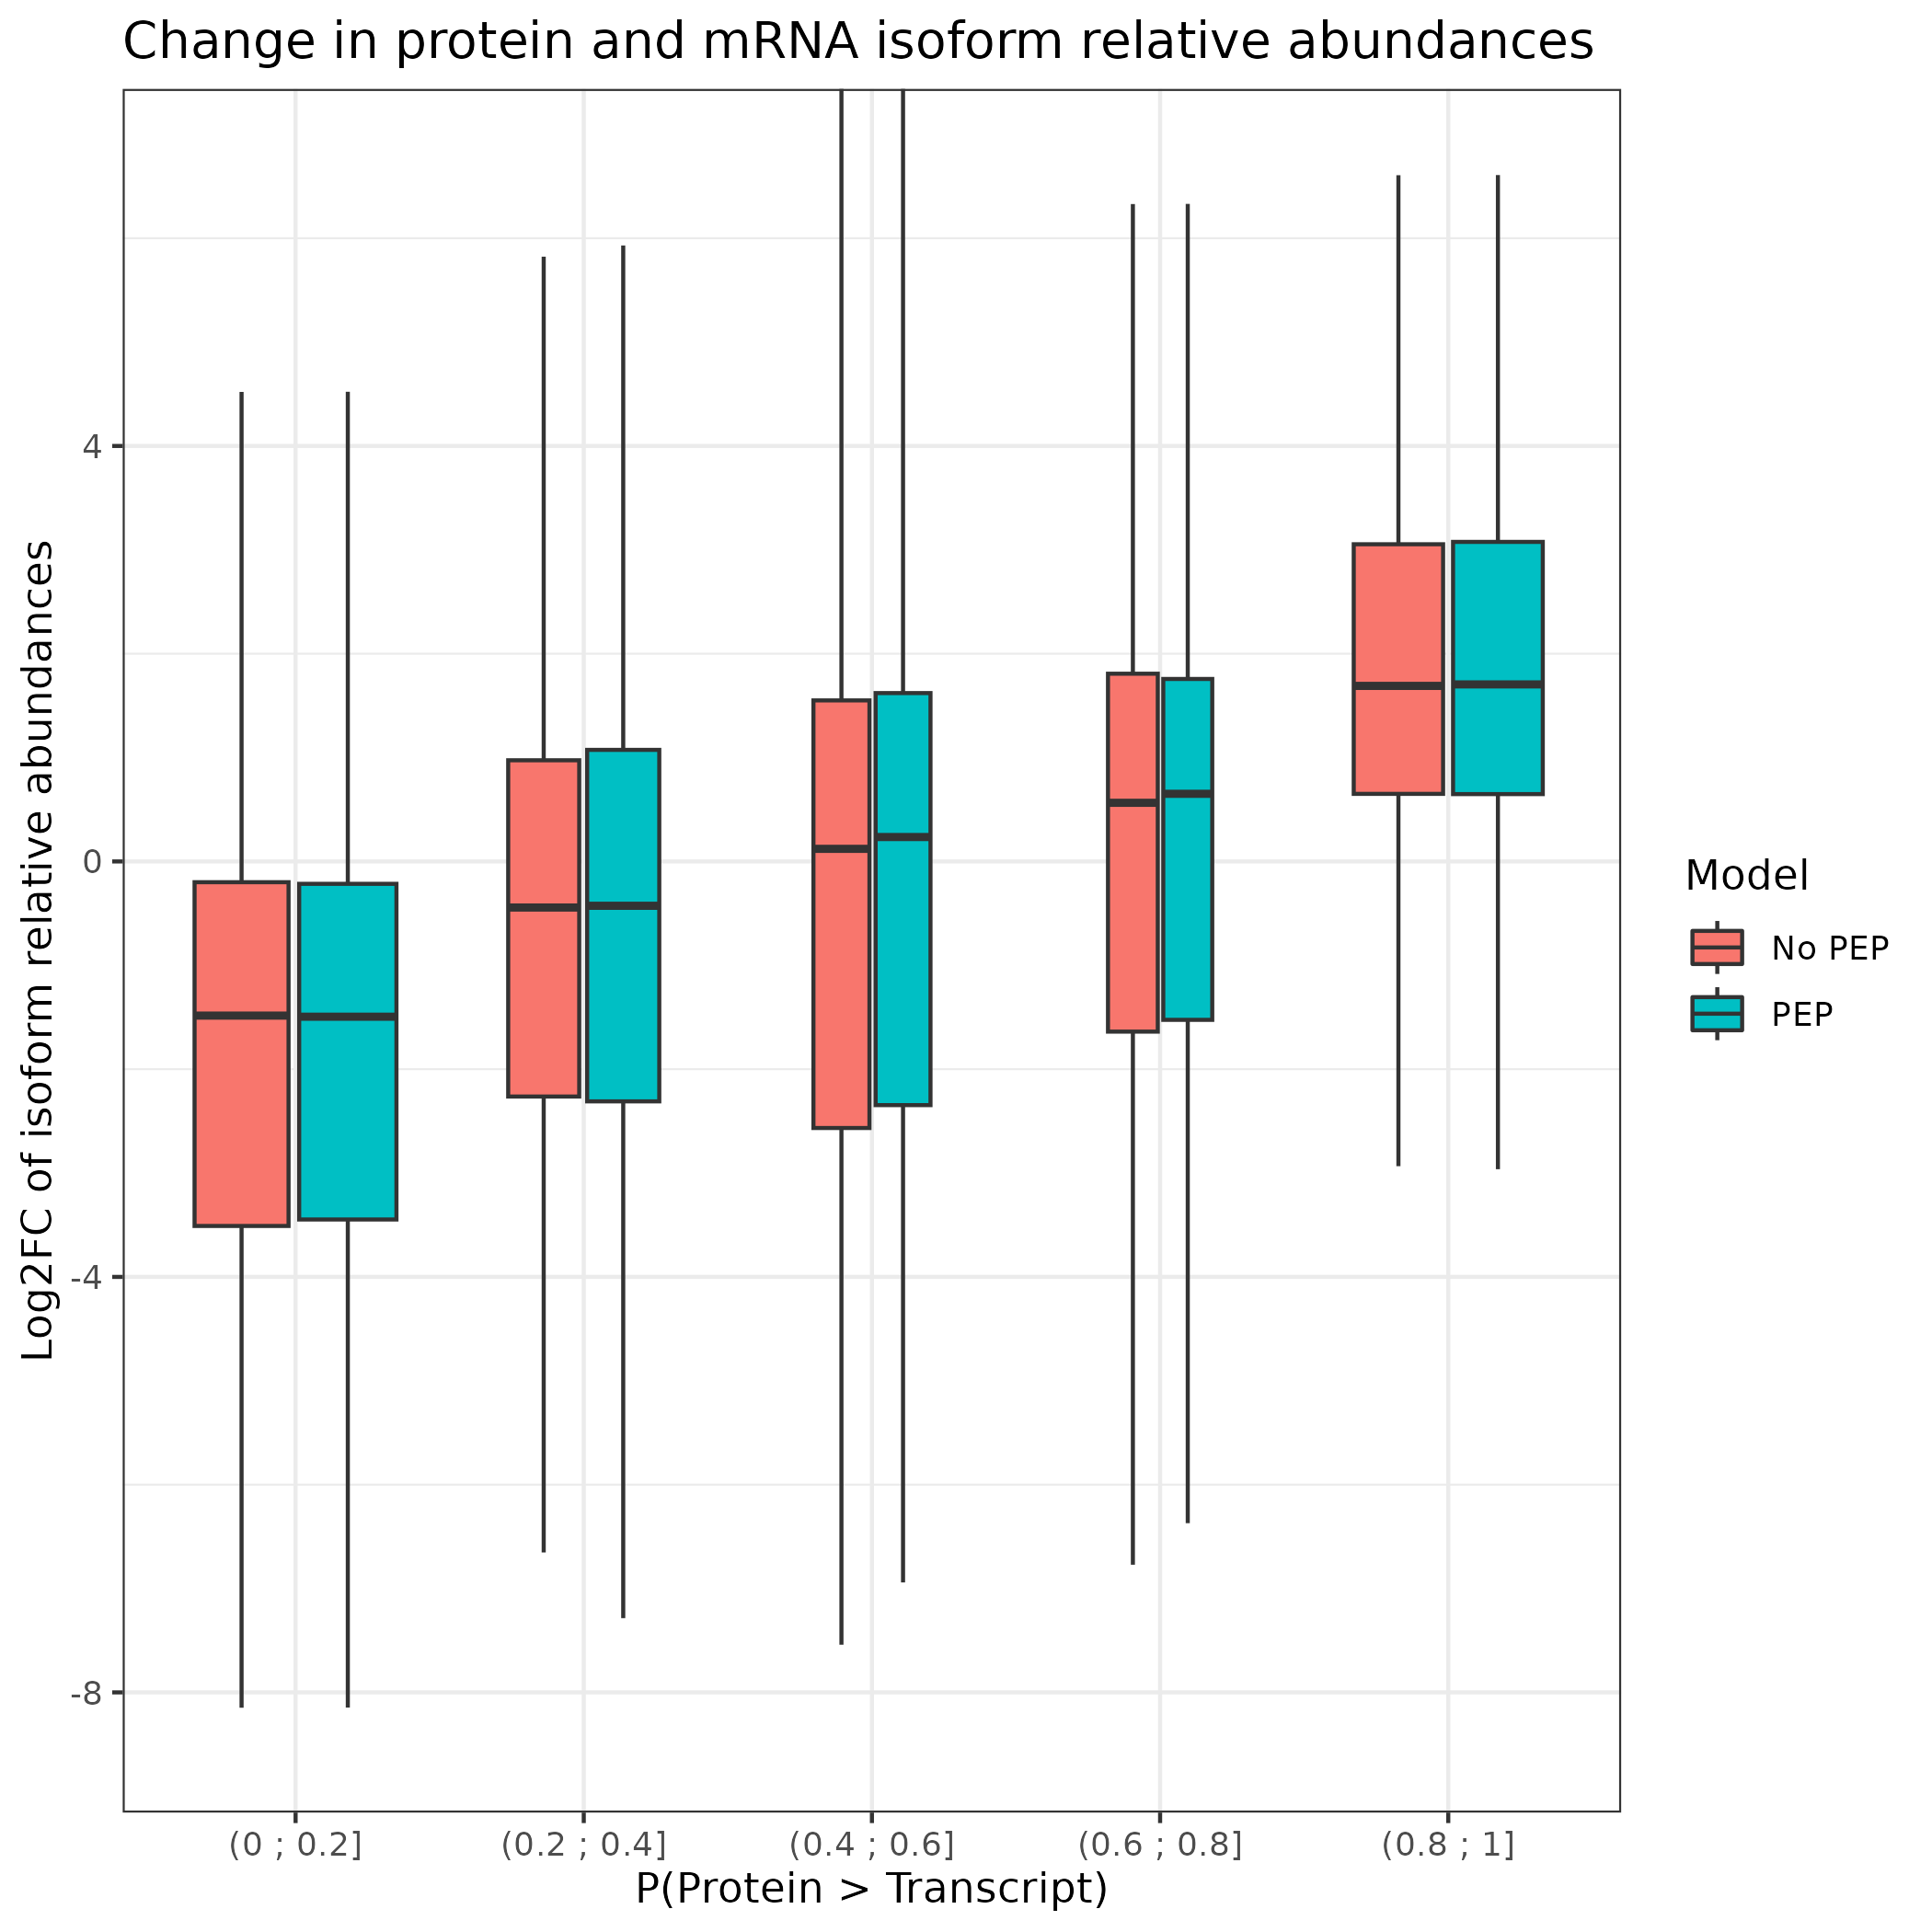 Change in protein and mRNA isoform relative abundances
Log2FC of isoform relative abundances
4
0
-4
-8
(0 ; 0.2]
(0.2 ; 0.4]
(0.4 ; 0.6]
(0.6 ; 0.8]
(0.8 ; 1]
P(Protein > Transcript)
Model
No PEP
PEP